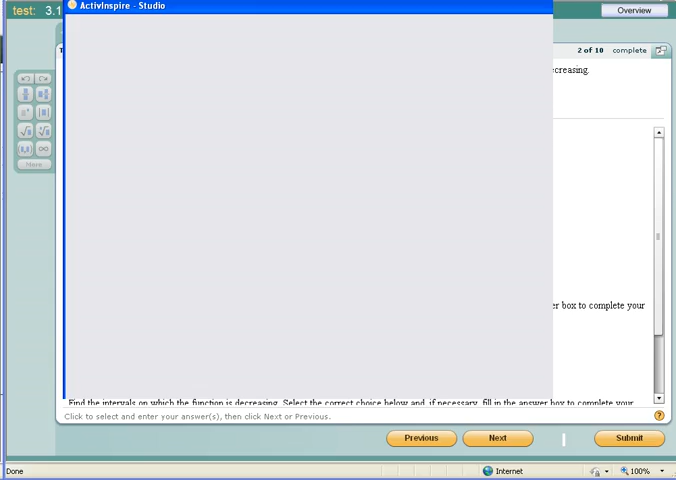 test: 3.1
ActivInspire - Studio
Overview
2 of 10 complete
ecreasing.
More
er box to complete your
Find the intervals on which the function is decreasing. Select the correct choice below and, if necessary, fill in the answer box to complete your
Click to select and enter your answer(s), then click Next or Previous.
?
Previous
Next
Submit
Done
Internet
100%